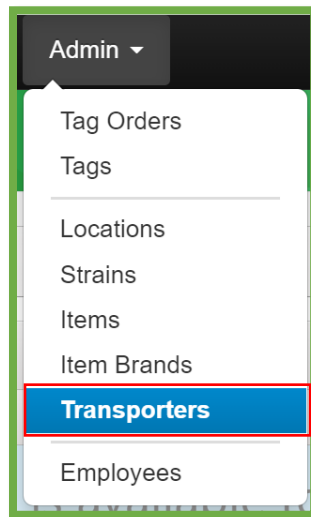 Admin
Tag Orders
Tags
Locations
Strains
Items
Item Brands
Transporters
Employees